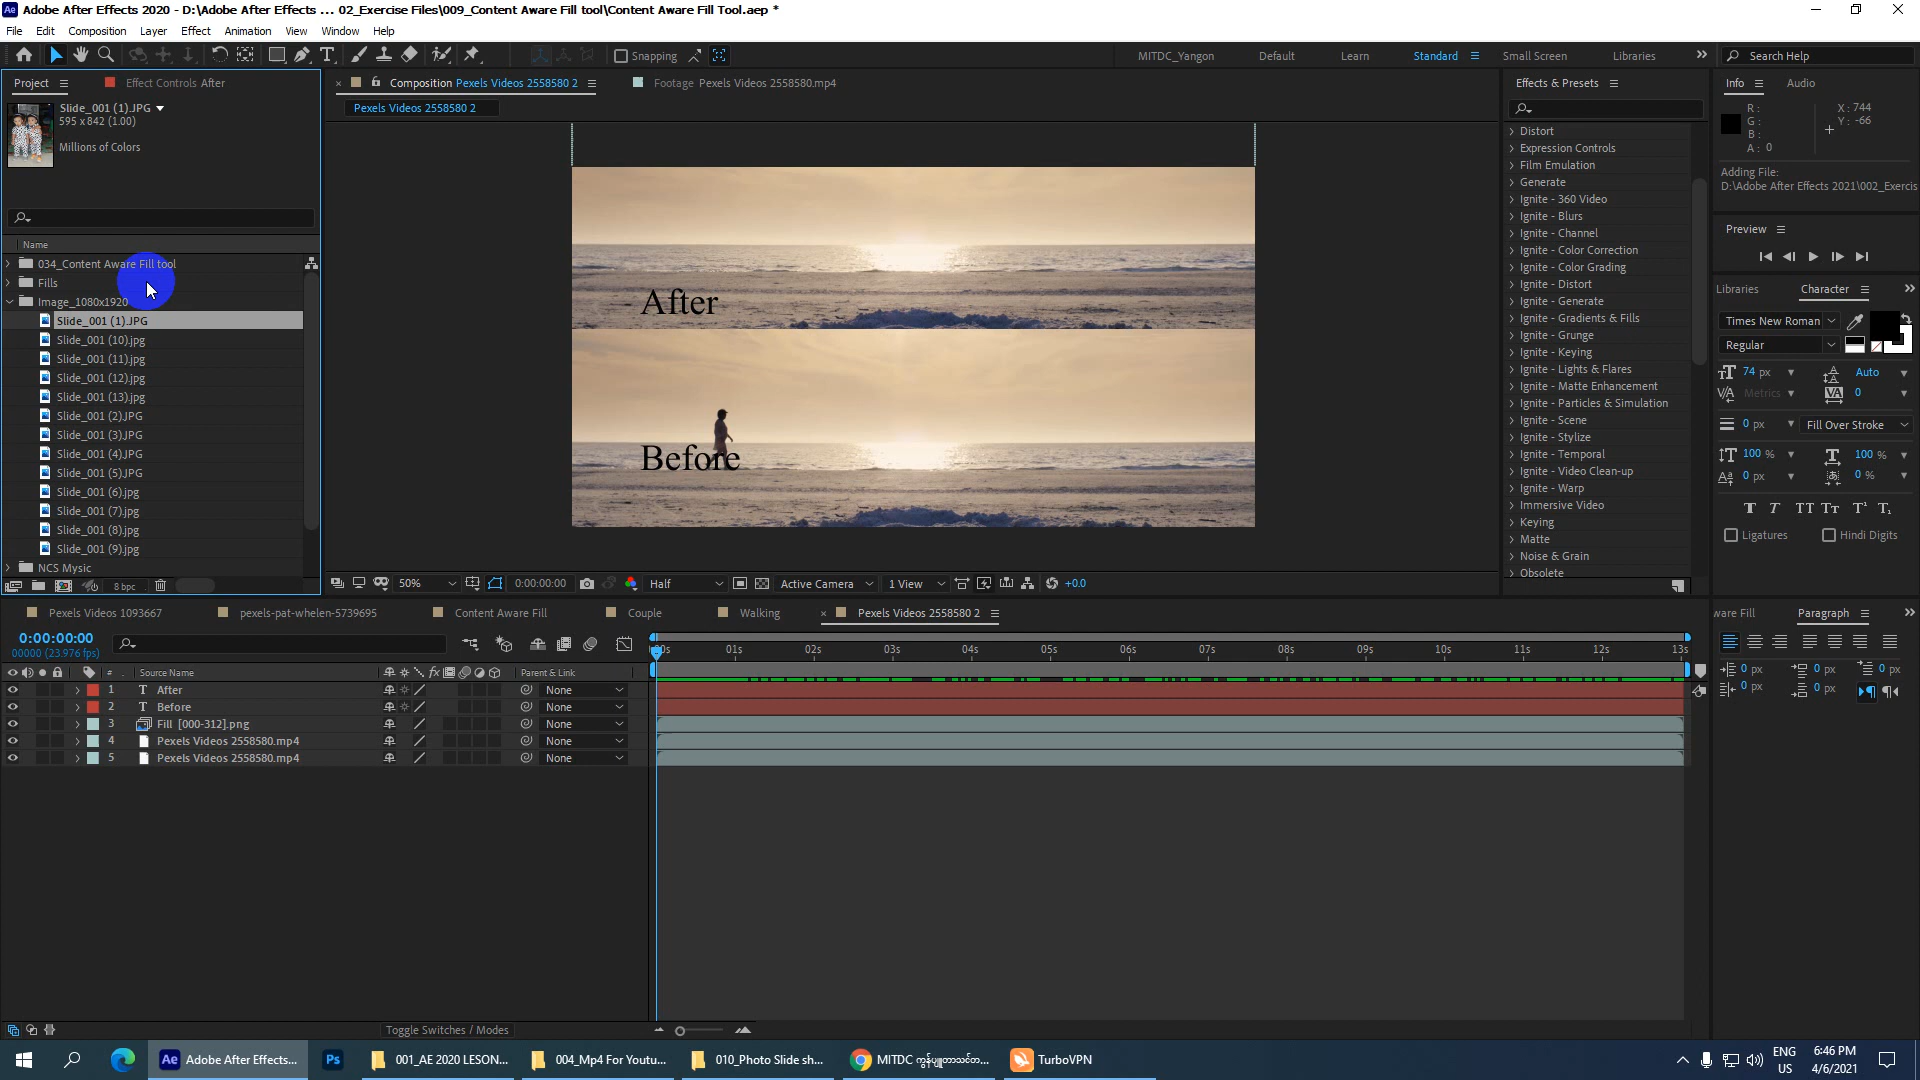 Adobe After Effects 2020 - D:\Adobe After Effects ... 02_Exercise Files\009_Content Aware Fill tool\Content Aware Fill Tool.aep *
File Edit Composition Layer Effect Animation View Window Help
Snapping
MITDC_Yangon Default Learn Standard Small Screen Libraries Search Help
Project Effect Controls After
Slide_001 (1).JPG
595 x 842 (1.00)
Millions of Colors
Name
034_Content Aware Fill tool
Fills
Image_1080x1920
Slide_001 (1).JPG
Slide_001 (10).jpg
Slide_001 (11).jpg
Slide_001 (12).jpg
Slide_001 (13).jpg
Slide_001 (2).JPG
Slide_001 (3).JPG
Slide_001 (4).JPG
Slide_001 (5).JPG
Slide_001 (6).jpg
Slide_001 (7).jpg
Slide_001 (8).jpg
Slide_001 (9).jpg
NCS Mysic
8 bpc
Composition Pexels Videos 2558580 2 Footage Pexels Videos 2558580.mp4
Pexels Videos 2558580 2
After
Before
50% 0:00:00:00 Half Active Camera 1 View +0.0
Effects & Presets
Distort
Expression Controls
Film Emulation
Generate
Ignite - 360 Video
Ignite - Blurs
Ignite - Channel
Ignite - Color Correction
Ignite - Color Grading
Ignite - Distort
Ignite - Generate
Ignite - Gradients & Fills
Ignite - Grunge
Ignite - Keying
Ignite - Lights & Flares
Ignite - Matte Enhancement
Ignite - Particles & Simulation
Ignite - Scene
Ignite - Stylize
Ignite - Temporal
Ignite - Video Clean-up
Ignite - Warp
Immersive Video
Keying
Matte
Noise & Grain
Obsolete
Info Audio
R:
G:
B:
A: 0
X: 744
Y: -66
Adding File:
D:\Adobe After Effects 2021\002_Exercis
Preview
Libraries Character
Times New Roman
Regular
74 px Auto
Metrics 0
0 px Fill Over Stroke
100 % 100 %
0 px 0 %
Ligatures Hindi Digits
Pexels Videos 1093667 pexels-pat-whelen-5739695 Content Aware Fill Couple Walking Pexels Videos 2558580 2
0:00:00:00
00000 (23.976 fps)
# Source Name Parent & Link
1 After None
2 Before None
3 Fill_[000-312].png None
4 Pexels Videos 2558580.mp4 None
5 Pexels Videos 2558580.mp4 None
00s 01s 02s 03s 04s 05s 06s 07s 08s 09s 10s 11s 12s 13s
ware Fill Paragraph
0 px 0 px 0 px
0 px 0 px
Toggle Switches / Modes
Adobe After Effects... 001_AE 2020 LESON... 004_Mp4 For Youtu... 010_Photo Slide sh... MITDC ကွန်ပျူတာသင်တ... TurboVPN
ENG
US
6:46 PM
4/6/2021